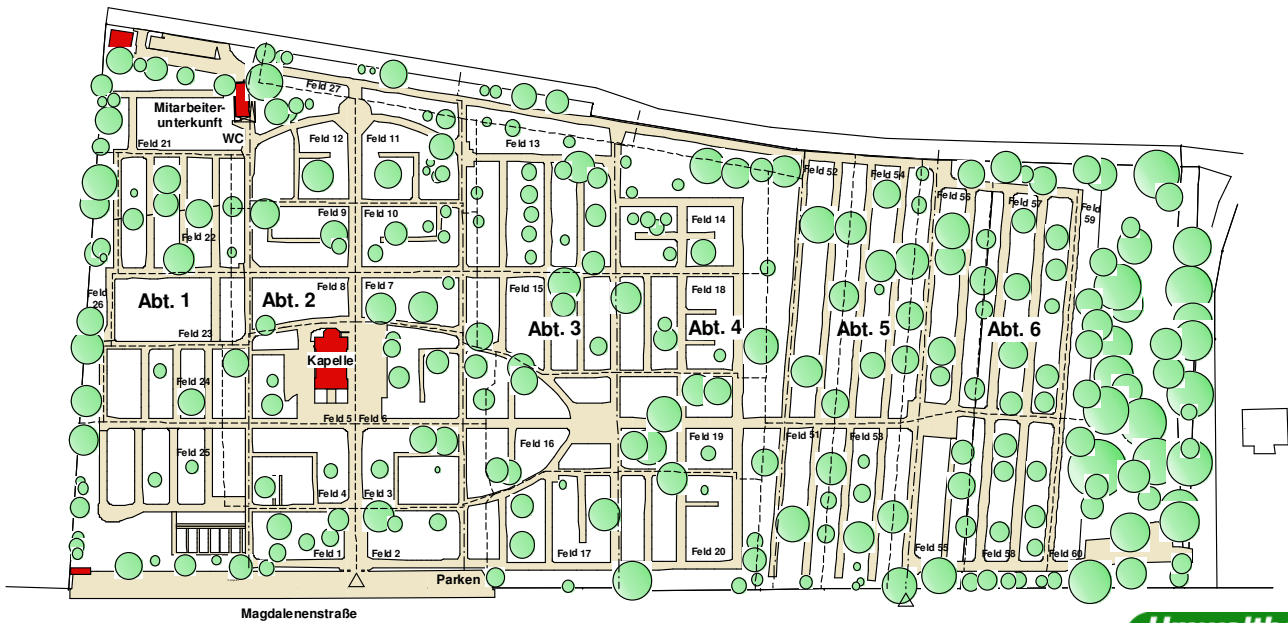 Feld 27
Mitarbeiter-
unterkunft
WC
Feld 21
Feld 12
Feld 11
Feld 13
Feld 52
Feld 54
Feld 56
Feld 57
Feld 59
Feld 9
Feld 10
Feld 14
Feld 22
Feld 26
Abt. 1
Abt. 2
Feld 8
Feld 7
Feld 15
Abt. 3
Feld 18
Abt. 4
Abt. 5
Abt. 6
Feld 23
Kapelle
Feld 24
Feld 5
Feld 6
Feld 25
Feld 16
Feld 19
Feld 51
Feld 53
Feld 4
Feld 3
Feld 1
Feld 2
Feld 17
Feld 20
Feld 55
Feld 58
Feld 60
Parken
Magdalenenstraße